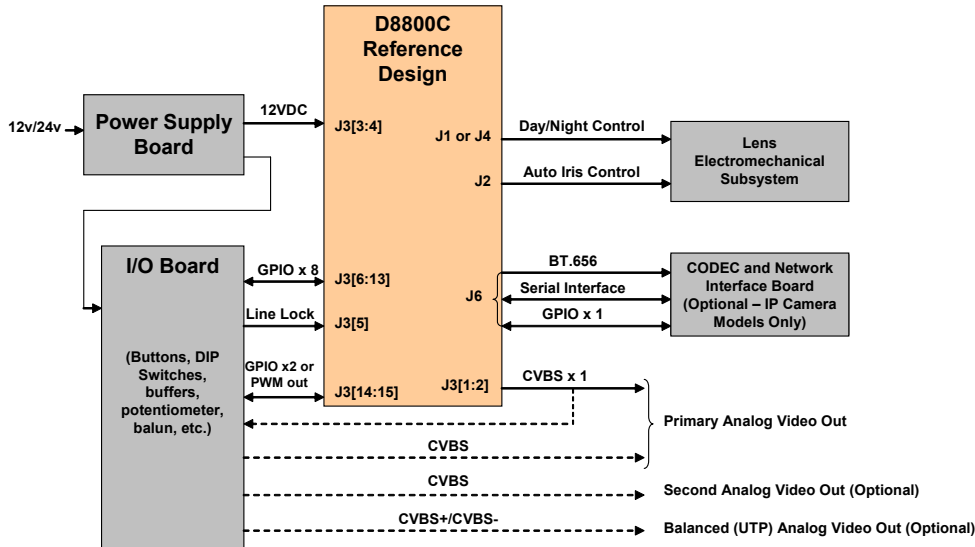 D8800C
Reference
Design
12v/24v
Power Supply
Board
12VDC
J3[3:4]
J1 or J4
Day/Night Control
J2
Auto Iris Control
Lens
Electromechanical
Subsystem
I/O Board
(Buttons, DIP
Switches,
buffers,
potentiometer,
balun, etc.)
GPIO x 8
J3[6:13]
Line Lock
J3[5]
GPIO x2 or
PWM out
J3[14:15]
J6
BT.656
Serial Interface
GPIO x 1
CODEC and Network
Interface Board
(Optional – IP Camera
Models Only)
J3[1:2]
CVBS x 1
CVBS
Primary Analog Video Out
CVBS
Second Analog Video Out (Optional)
CVBS+/CVBS-
Balanced (UTP) Analog Video Out (Optional)